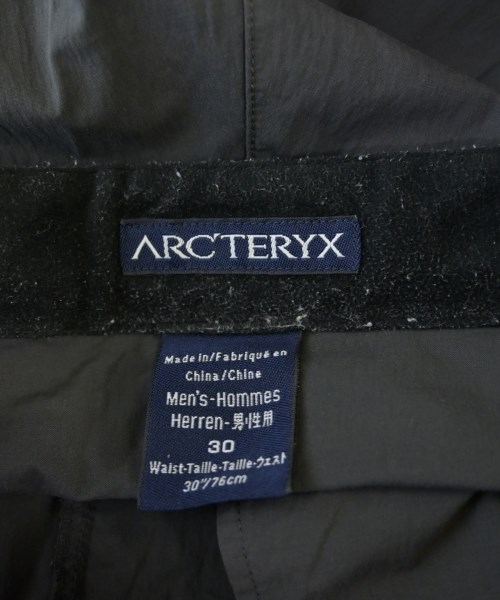 ARC'TERYX
Made in/Fabriqué en
China/Chine
Men's-Hommes
Herren-男性用
30
Waist-Taille-Taille-ウェスト
30"/76cm